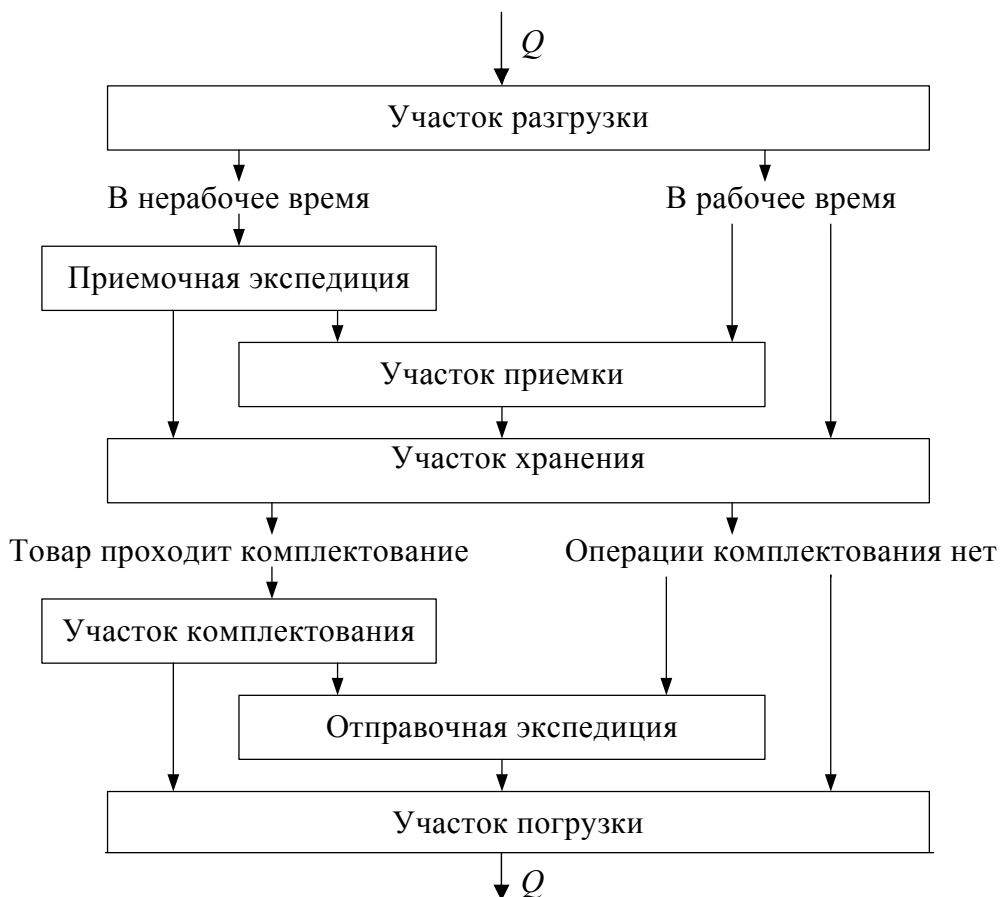 Q
Участок разгрузки
В нерабочее время
В рабочее время
Приемочная экспедиция
Участок приемки
Участок хранения
Товар проходит комплектование
Операции комплектования нет
Участок комплектования
Отправочная экспедиция
Участок погрузки
Q